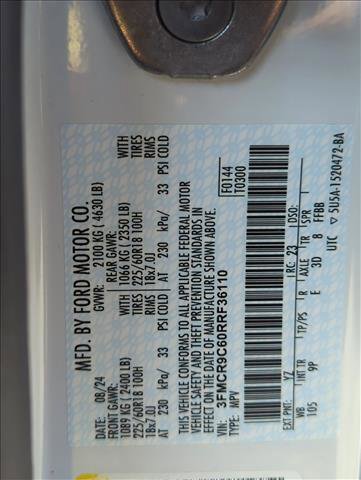 MFD. BY FORD MOTOR CO.
08/24 GVWR: 2100 KG ( 4630 LB)
FRONT GAWR: REAR GAWR:
1089 KG ( 2400 LB) 1066 KG ( 2350 LB) WITH
225/60R18 100H 225/60R18 100H TIRES
18x7.0J 18x7.0J RIMS
AT 230 kPa/ 33 PSI COLD AT 230 kPa/ 33 PSI COLD
THIS VEHICLE CONFORMS TO ALL APPLICABLE FEDERAL MOTOR
VEHICLE SAFETY AND THEFT PREVENTION STANDARDS IN
EFFECT ON THE DATE OF MANUFACTURE SHOWN ABOVE.
VIN: 3FMCR9C60RRF36110 F0144
TYPE: MPV T0300
EXT PNT: YZ RC: 23 DSO:
WB INT TR TP/PS R AXLE TR SPR
105 9P E 3D 8 FFBB
UTC ▽ 5U5A-1520472-BA